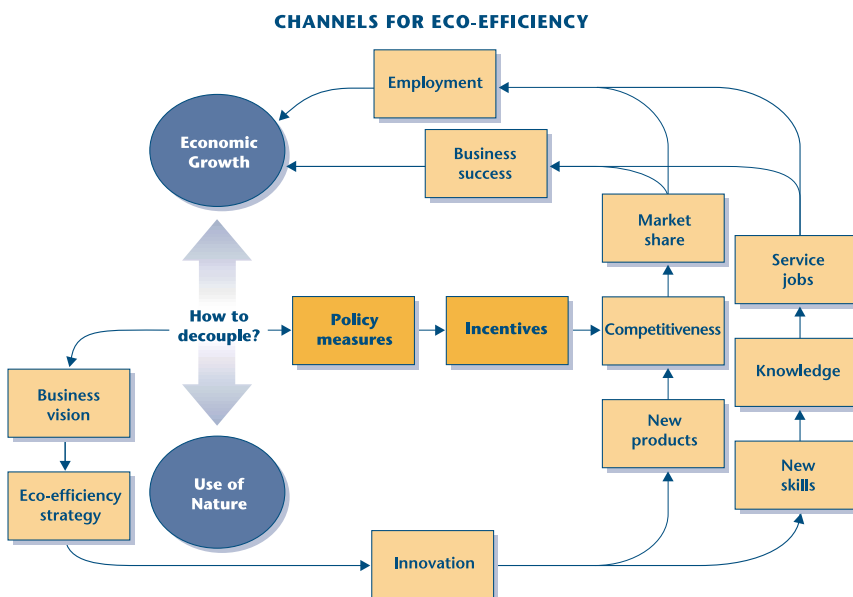 CHANNELS FOR ECO-EFFICIENCY
Employment
Economic
Growth
Business
success
Market
share
Service
jobs
How to
decouple?
Policy
measures
Incentives
Competitiveness
Business
vision
Knowledge
New
products
Eco-efficiency
strategy
Use of
Nature
New
skills
Innovation